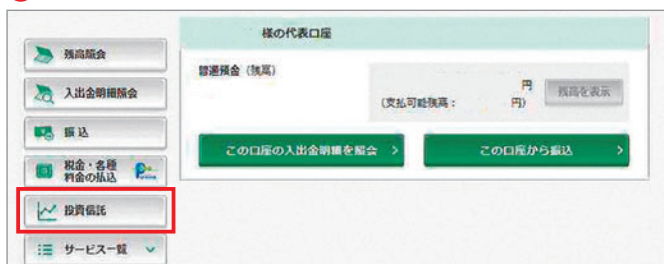 残高照会
入出金明細照会
振込
税金・各種
料金の払込
投資信託
サービス一覧
様の代表口座
普通預金（残高）
円
（支払可能残高： 円）
残高を表示
この口座の入出金明細を照会 >
この口座から振込 >